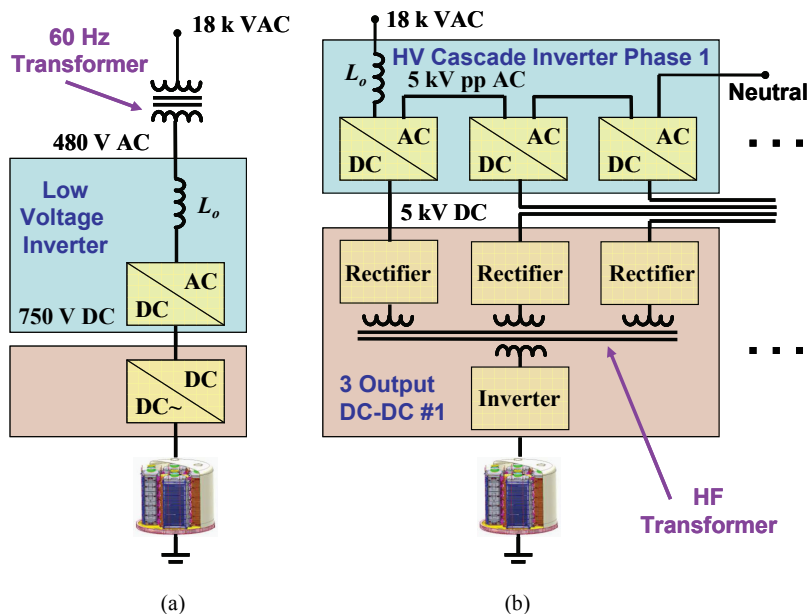 18 k VAC
60 Hz
Transformer
480 V AC
Low
Voltage
Inverter
Lo
AC
DC
750 V DC
DC
DC~
(a)
18 k VAC
HV Cascade Inverter Phase 1
Lo
5 kV pp AC
Neutral
AC
DC
AC
DC
AC
DC
5 kV DC
Rectifier
Rectifier
Rectifier
3 Output
DC-DC #1
Inverter
HF
Transformer
(b)